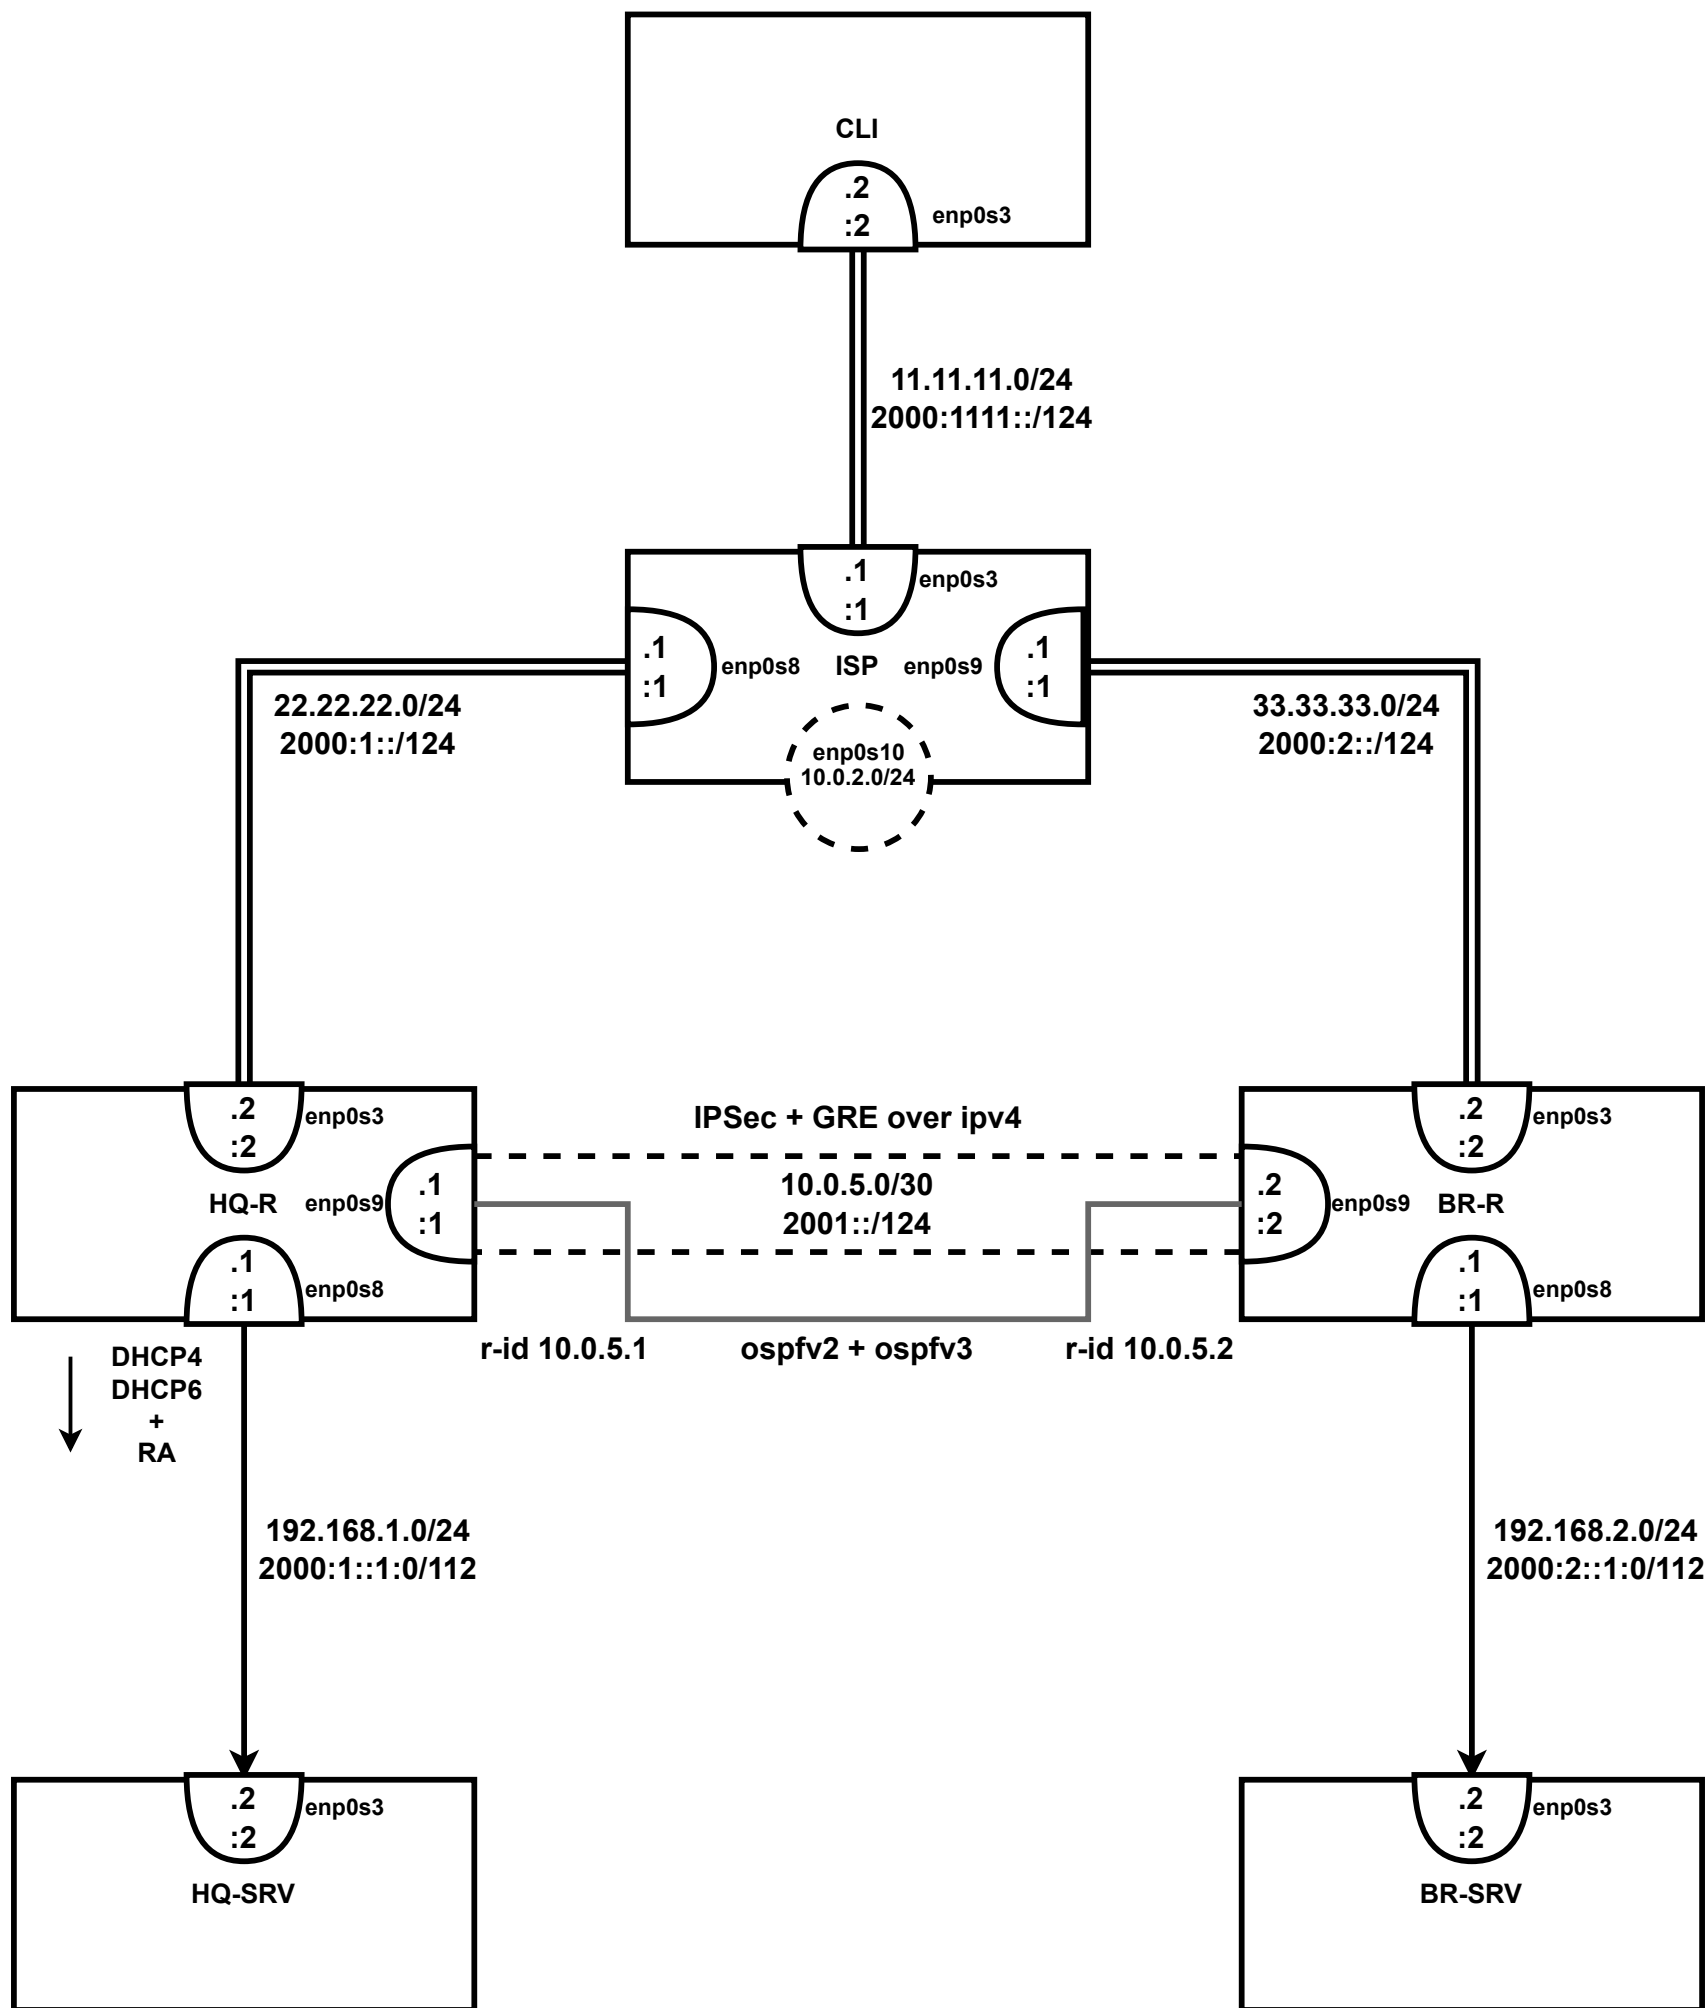 CLI
.2
:2
enp0s3
11.11.11.0/24
2000:1111::/124
.1
:1
enp0s3
.1
:1
enp0s8
ISP
enp0s9
.1
:1
22.22.22.0/24
2000:1::/124
enp0s10
10.0.2.0/24
33.33.33.0/24
2000:2::/124
.2
:2
enp0s3
HQ-R
enp0s9
.1
:1
.1
:1
enp0s8
IPSec + GRE over ipv4
10.0.5.0/30
2001::/124
.2
:2
enp0s3
.2
:2
enp0s9
BR-R
.1
:1
enp0s8
r-id 10.0.5.1
ospfv2 + ospfv3
r-id 10.0.5.2
DHCP4
DHCP6
+
RA
192.168.1.0/24
2000:1::1:0/112
192.168.2.0/24
2000:2::1:0/112
.2
:2
enp0s3
HQ-SRV
.2
:2
enp0s3
BR-SRV